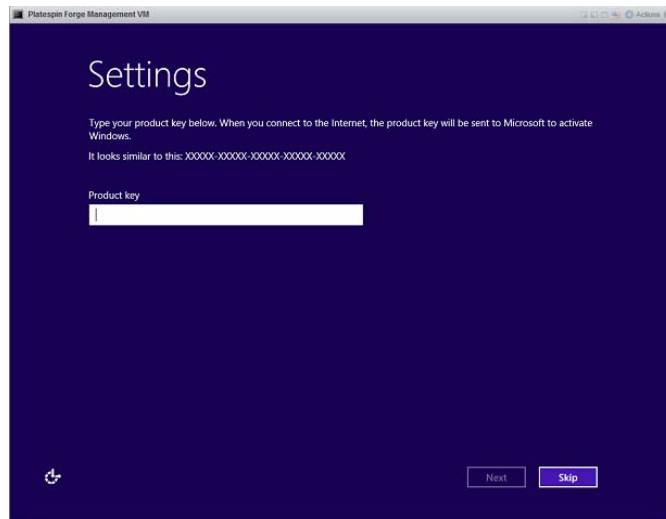 Platespin Forge Management VM
Actions
Settings
Type your product key below. When you connect to the Internet, the product key will be sent to Microsoft to activate
Windows.
It looks similar to this: XXXXX-XXXXX-XXXXX-XXXXX-XXXXX
Product key
Next
Skip